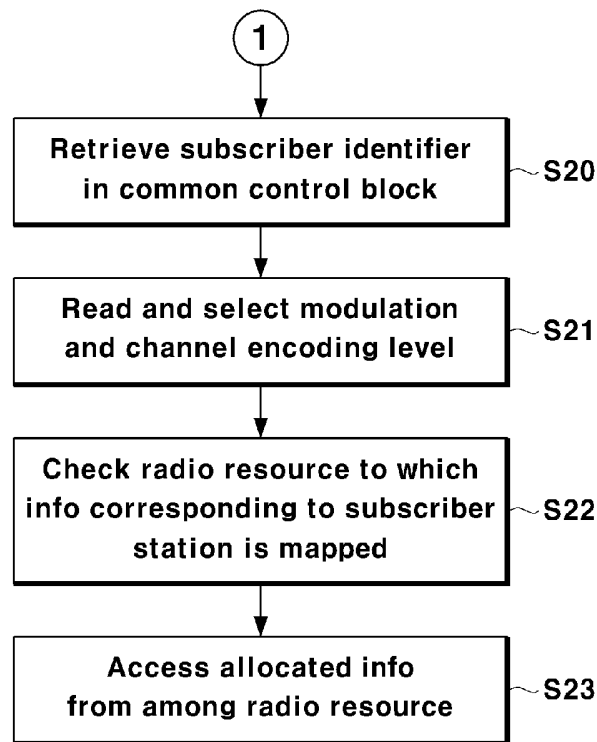 1
Retrieve subscriber identifier
in common control block
S20
Read and select modulation
and channel encoding level
S21
Check radio resource to which
info corresponding to subscriber
station is mapped
S22
Access allocated info
from among radio resource
S23